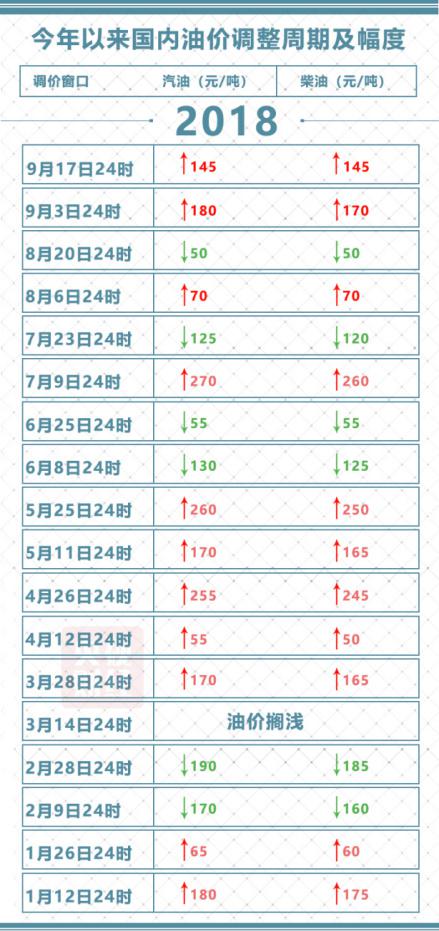 今年以来国内油价调整周期及幅度
调价窗口 汽油（元/吨） 柴油（元/吨）
2018
9月17日24时 ↑145 ↑145
9月3日24时 ↑180 ↑170
8月20日24时 ↓50 ↓50
8月6日24时 ↑70 ↑70
7月23日24时 ↓125 ↓120
7月9日24时 ↑270 ↑260
6月25日24时 ↓55 ↓55
6月8日24时 ↓130 ↓125
5月25日24时 ↑260 ↑250
5月11日24时 ↑170 ↑165
4月26日24时 ↑255 ↑245
4月12日24时 ↑55 ↑50
3月28日24时 ↑170 ↑165
3月14日24时 油价搁浅
2月28日24时 ↓190 ↓185
2月9日24时 ↓170 ↓160
1月26日24时 ↑65 ↑60
1月12日24时 ↑180 ↑175